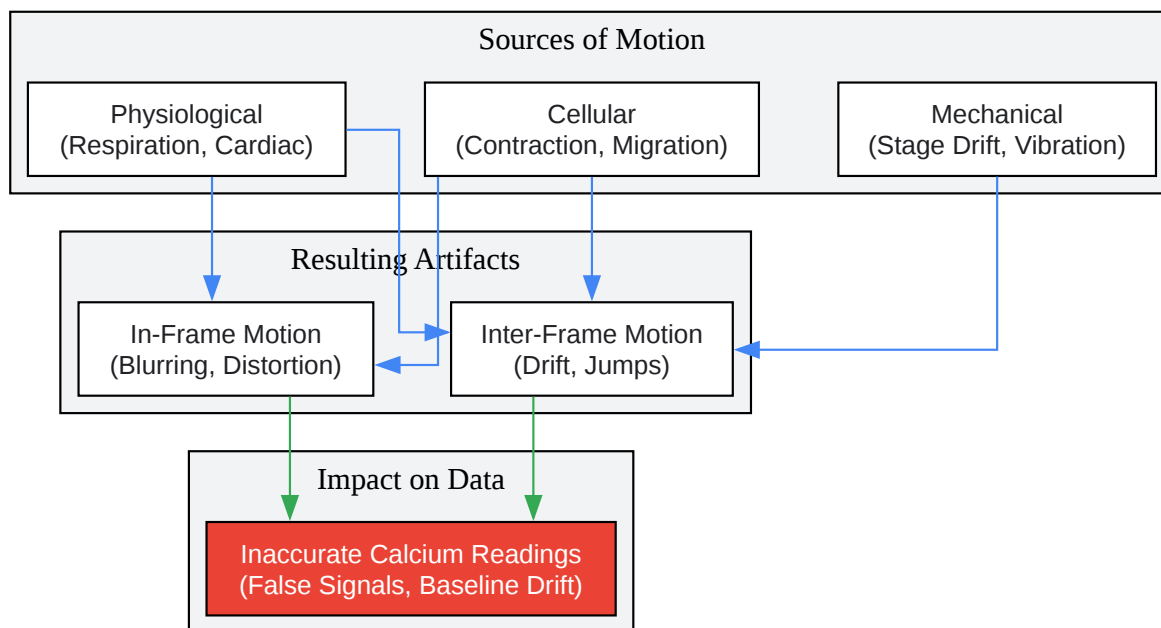 Sources of Motion
Physiological
(Respiration, Cardiac)
Cellular
(Contraction, Migration)
Mechanical
(Stage Drift, Vibration)
Resulting Artifacts
In-Frame Motion
(Blurring, Distortion)
Inter-Frame Motion
(Drift, Jumps)
Impact on Data
Inaccurate Calcium Readings
(False Signals, Baseline Drift)